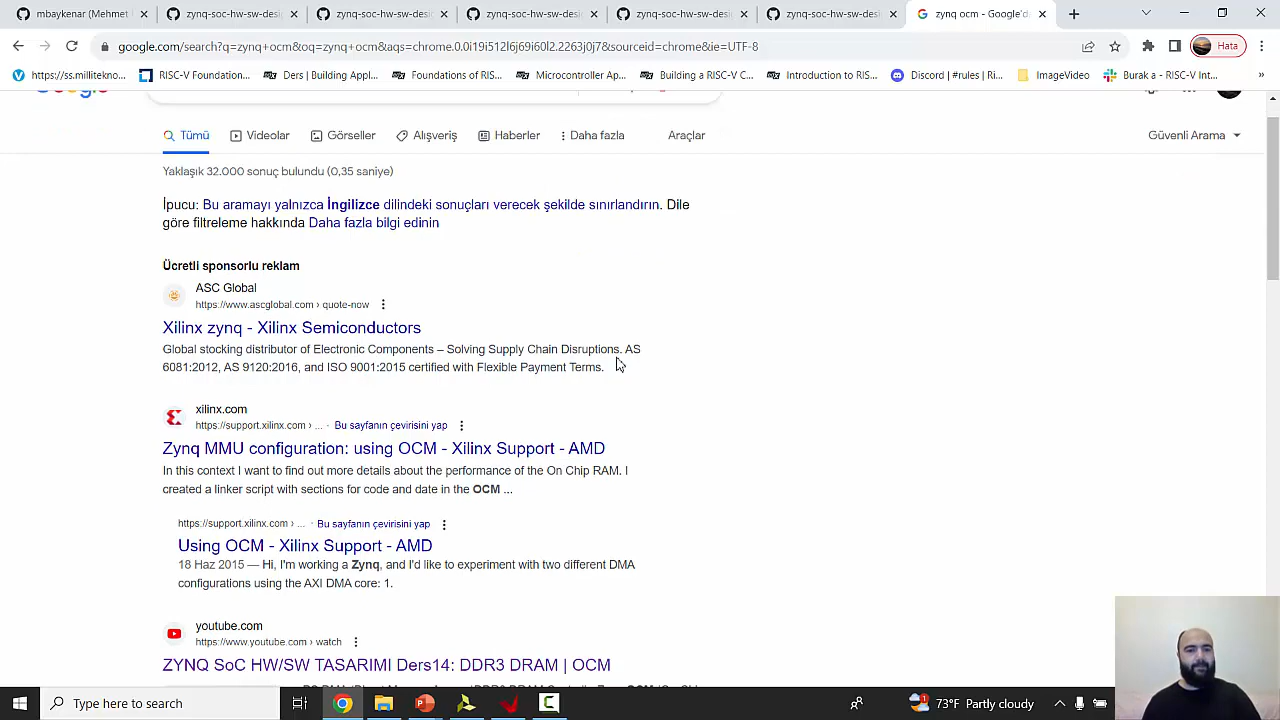 mbaykenar (Mehmet
zynq-soc-hw-sw-desi
zynq-soc-hw-sw-desi
zynq-soc-hw-sw-desi
zynq-soc-hw-sw-desi
zynq-soc-hw-sw-desi
zynq ocm - Google'd
google.com/search?q=zynq+ocm&oq=zynq+ocm&aqs=chrome.0.0i19i512l6j69i60l2.2263j0j7&sourceid=chrome&ie=UTF-8
Hata
https://ss.millitekno...
RISC-V Foundation...
Ders | Building Appl...
Foundations of RIS...
Microcontroller Ap...
Building a RISC-V C...
Introduction to RIS...
Discord | #rules | Ri...
ImageVideo
Burak a - RISC-V Int...
»
Tümü
Videolar
Görseller
Alışveriş
Haberler
Daha fazla
Araçlar
Güvenli Arama
Yaklaşık 32.000 sonuç bulundu (0,35 saniye)
İpucu: Bu aramayı yalnızca İngilizce dilindeki sonuçları verecek şekilde sınırlandırın. Dile
göre filtreleme hakkında Daha fazla bilgi edinin
Ücretli sponsorlu reklam
ASC Global
https://www.ascglobal.com › quote-now
Xilinx zynq - Xilinx Semiconductors
Global stocking distributor of Electronic Components – Solving Supply Chain Disruptions. AS
6081:2012, AS 9120:2016, and ISO 9001:2015 certified with Flexible Payment Terms.
xilinx.com
https://support.xilinx.com › ... · Bu sayfanın çevirisini yap
Zynq MMU configuration: using OCM - Xilinx Support - AMD
In this context I want to find out more details about the performance of the On Chip RAM. I
created a linker script with sections for code and date in the OCM ...
https://support.xilinx.com › ... · Bu sayfanın çevirisini yap
Using OCM - Xilinx Support - AMD
18 Haz 2015 — Hi, I'm working a Zynq, and I'd like to experiment with two different DMA
configurations using the AXI DMA core: 1.
youtube.com
https://www.youtube.com › watch
ZYNQ SoC HW/SW TASARIMI Ders14: DDR3 DRAM | OCM
Type here to search
73°F Partly cloudy